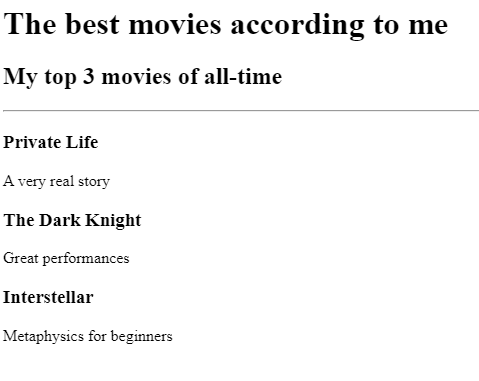 The best movies according to me
My top 3 movies of all-time
Private Life
A very real story
The Dark Knight
Great performances
Interstellar
Metaphysics for beginners